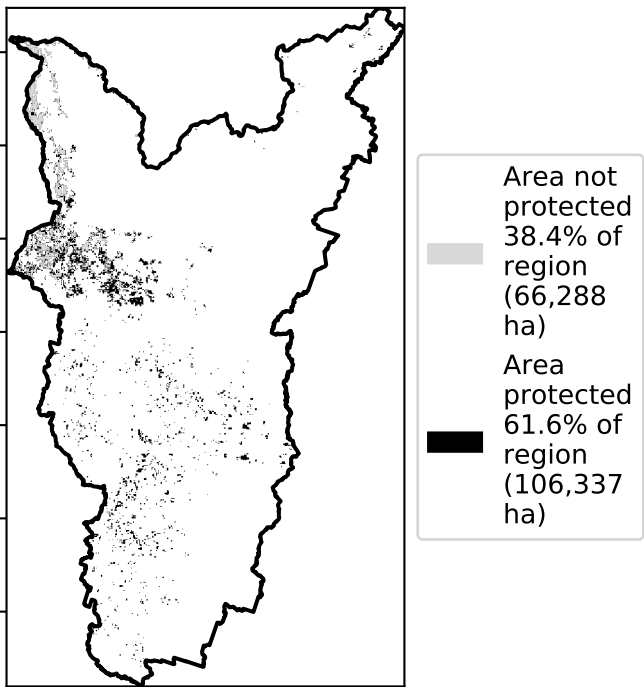 Area not
protected
38.4% of
region
(66,288
ha)
Area
protected
61.6% of
region
(106,337
ha)